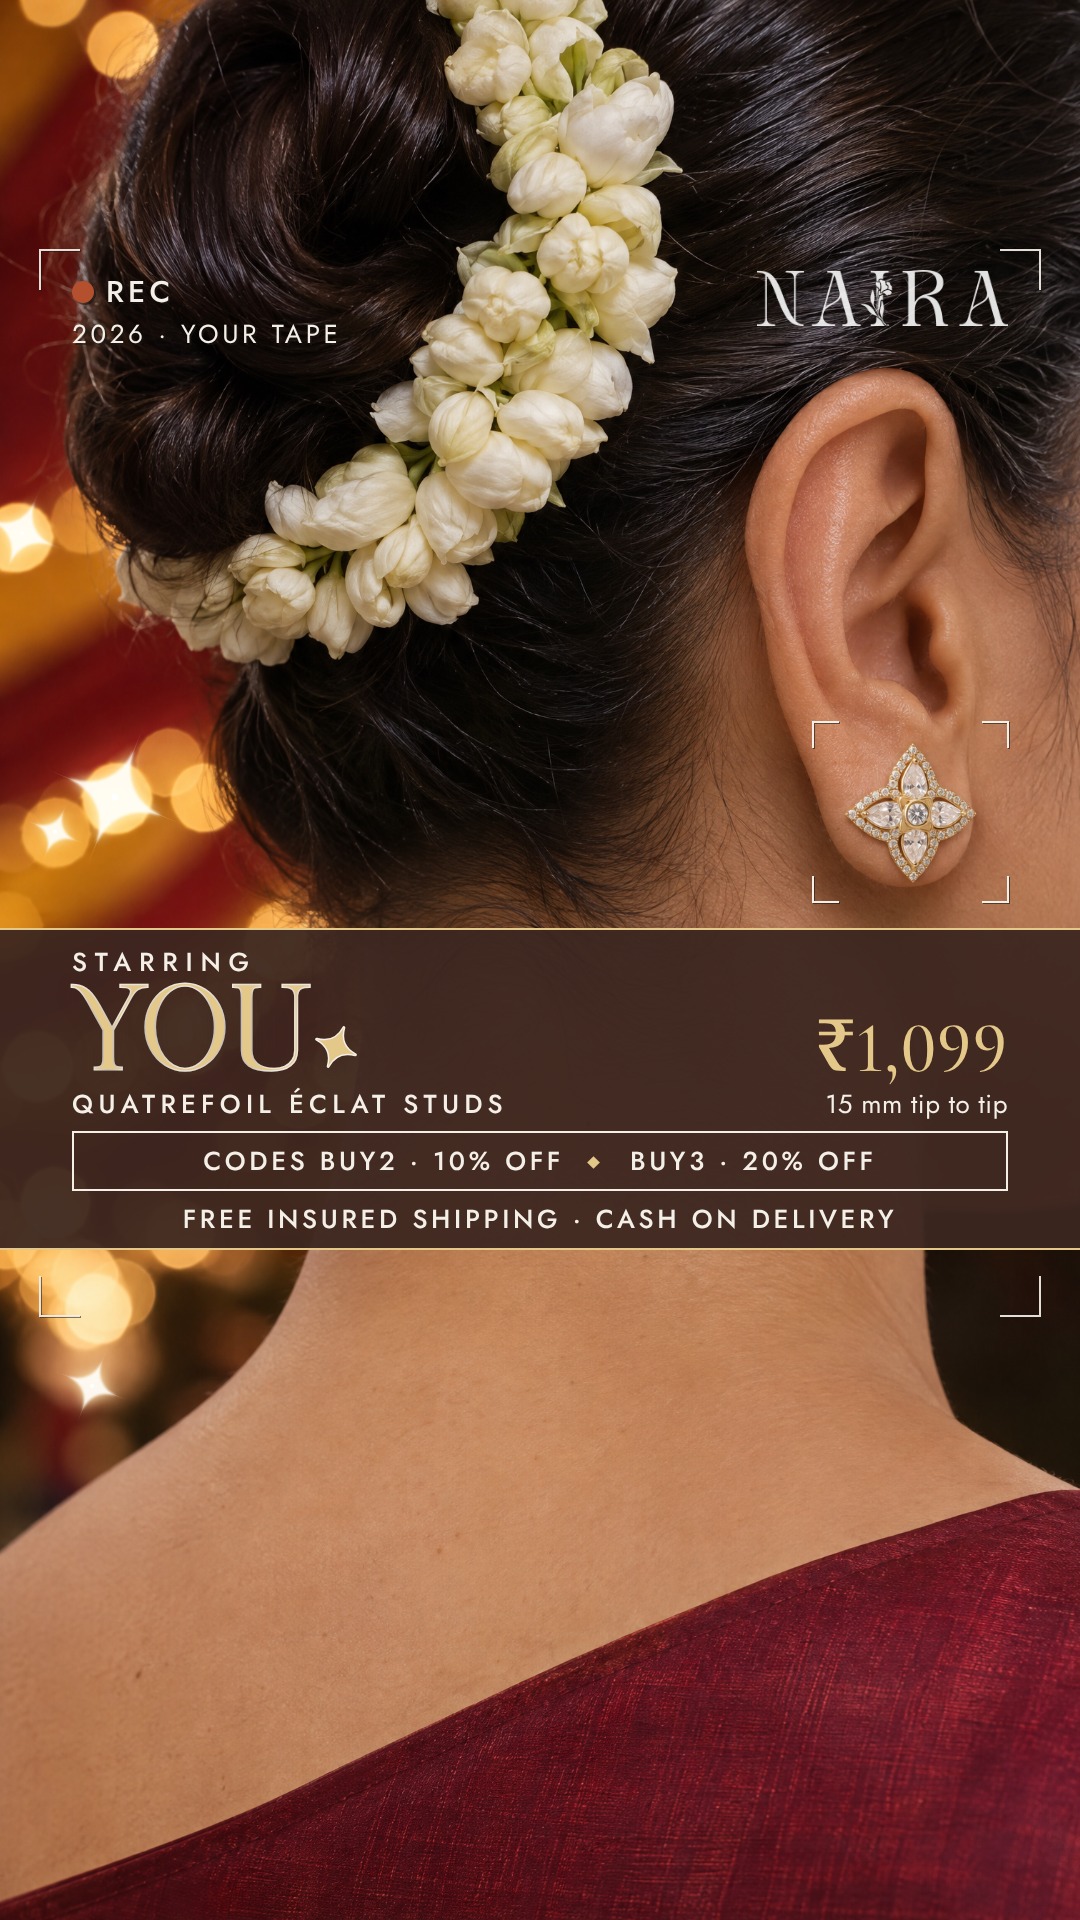 REC
2026 · YOUR TAPE
NAIRA
STARRING
YOU
QUATREFOIL ÉCLAT STUDS
₹1,099
15 mm tip to tip
CODES BUY2 · 10% OFF ◆ BUY3 · 20% OFF
FREE INSURED SHIPPING · CASH ON DELIVERY